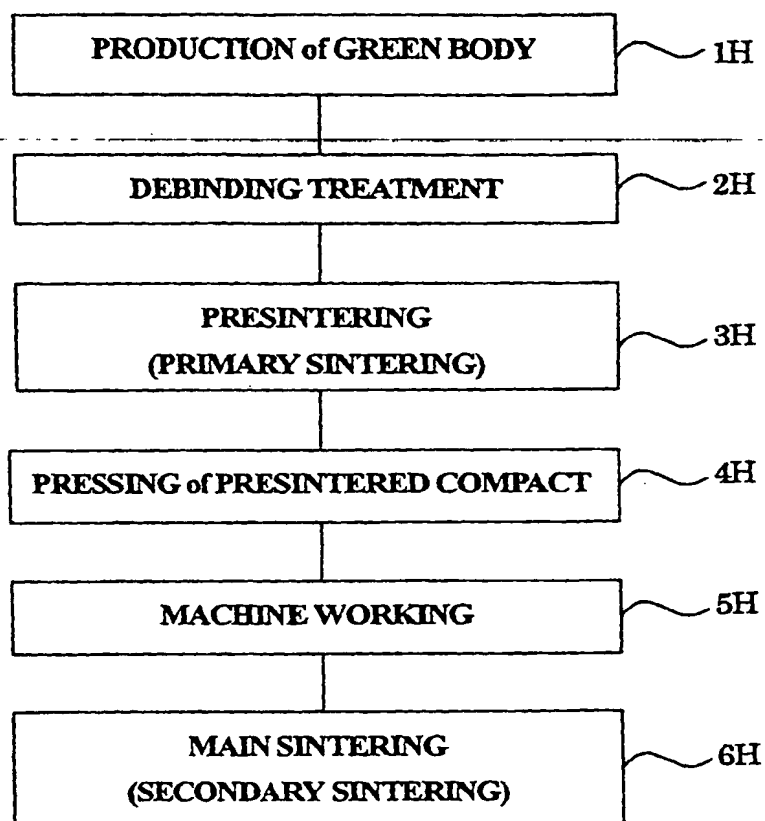 PRODUCTION of GREEN BODY 1H
DEBINDING TREATMENT 2H
PRESINTERING
(PRIMARY SINTERING) 3H
PRESSING of PRESINTERED COMPACT 4H
MACHINE WORKING 5H
MAIN SINTERING
(SECONDARY SINTERING) 6H